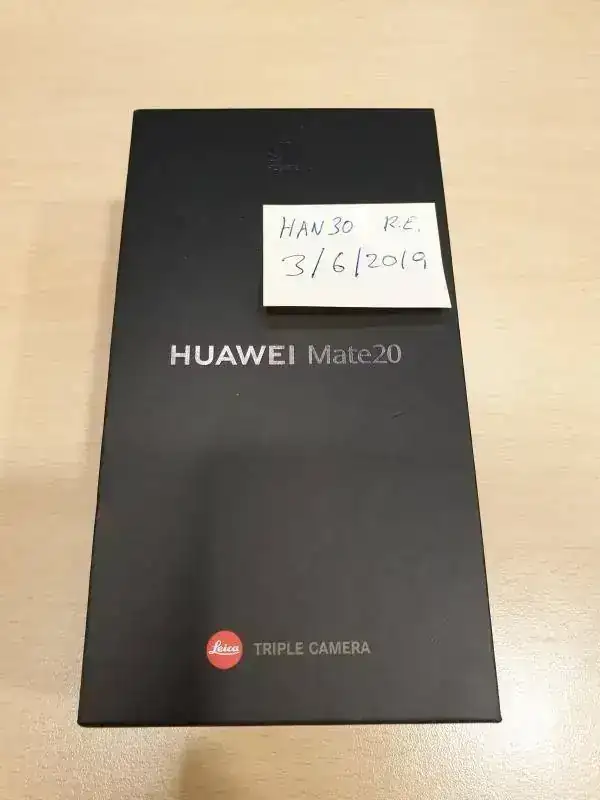 HAN30 R.E.
3/6/2019
HUAWEI Mate20
Leica TRIPLE CAMERA